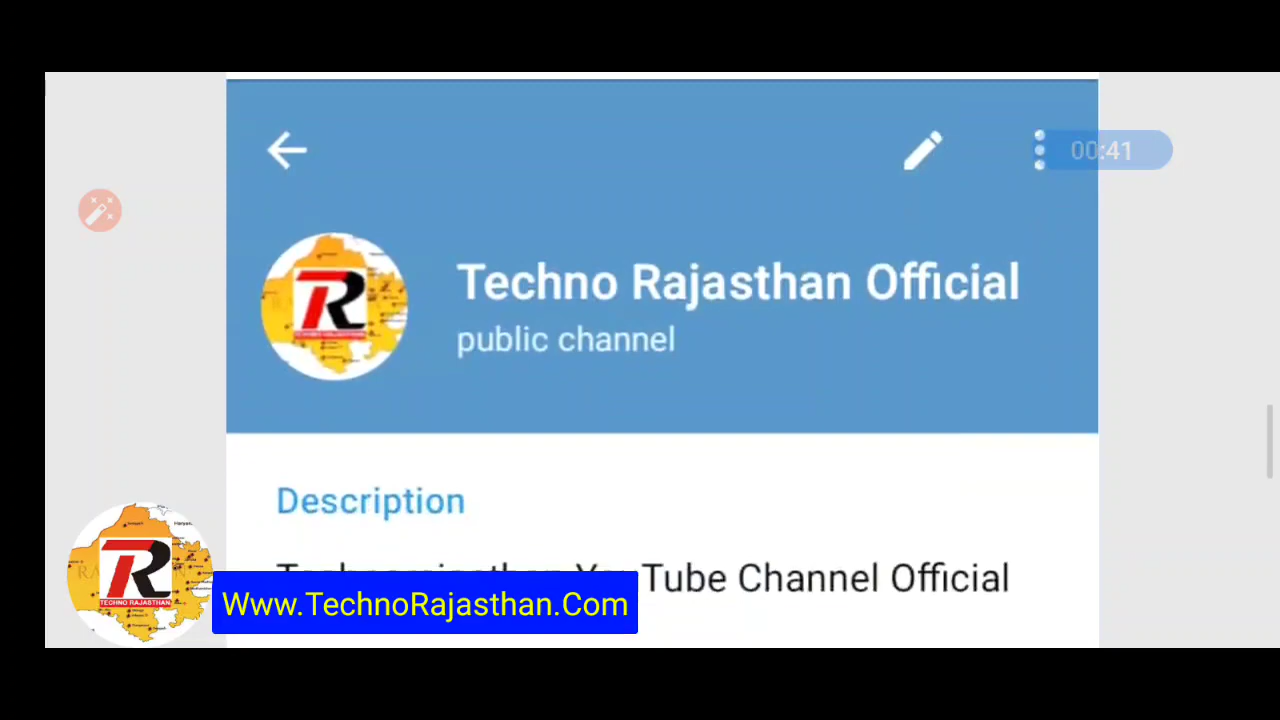 00:41
Techno Rajasthan Official
public channel
Description
Tube Channel Official
Www.TechnoRajasthan.Com
TECHNO RAJASTHAN